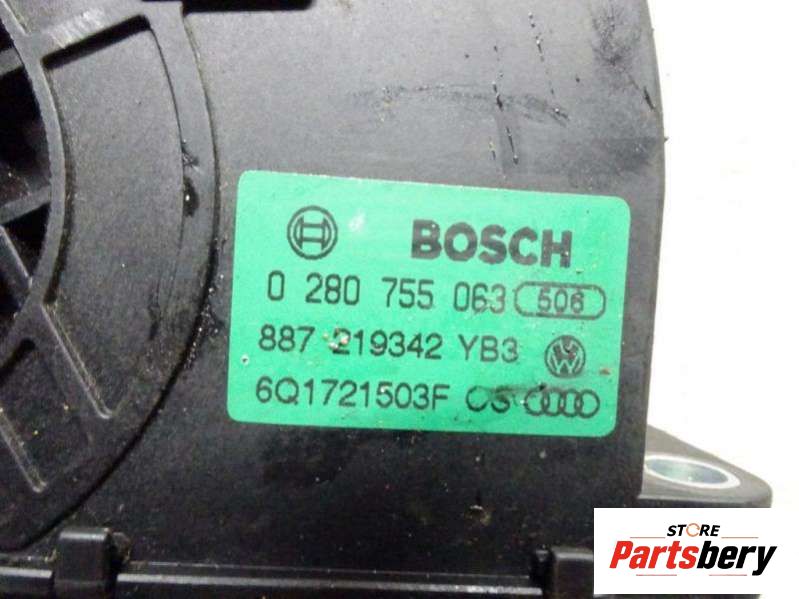 BOSCH
0 280 755 063 506
887 219342 YB3
6Q1721503F
STORE
Partsbery